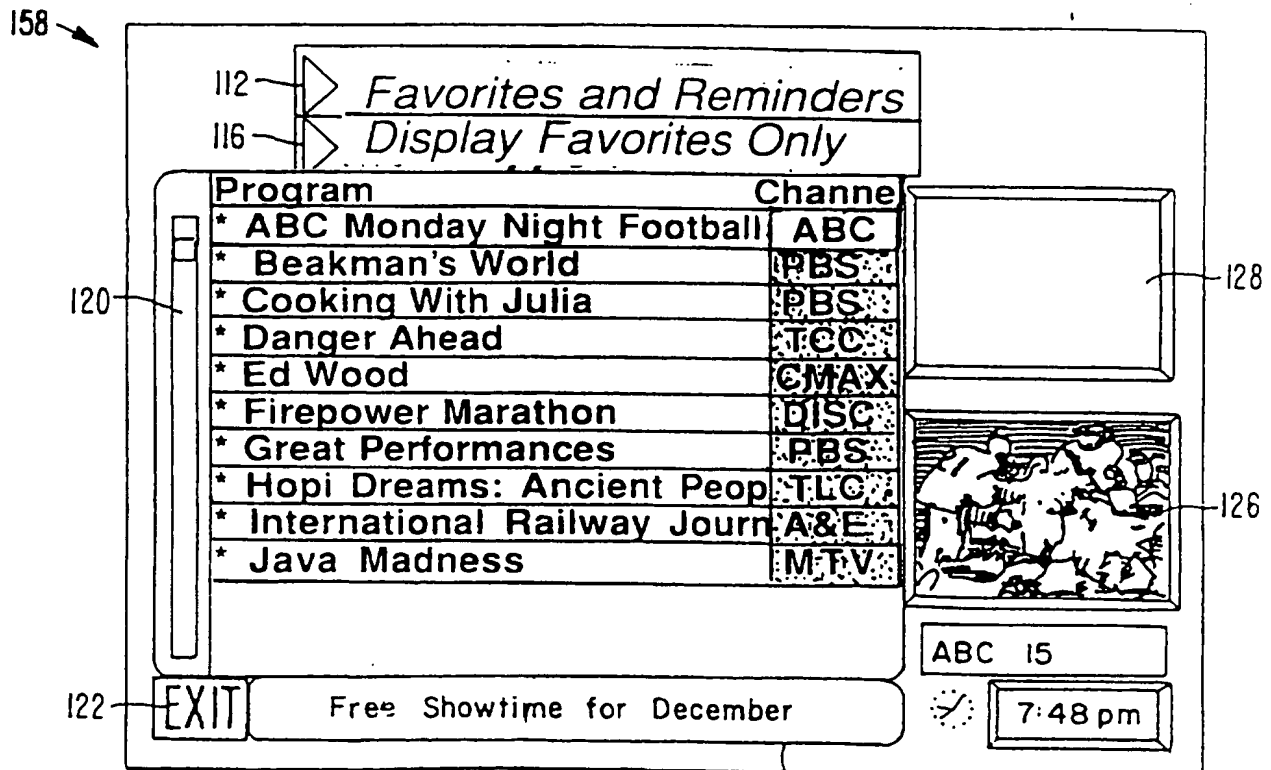 158
112
Favorites and Reminders
116
Display Favorites Only
Program Channel
* ABC Monday Night Football ABC
* Beakman's World PBS
* Cooking With Julia PBS
* Danger Ahead TCC
* Ed Wood CMAX
* Firepower Marathon DISC
* Great Performances PBS
* Hopi Dreams: Ancient Peop TLC
* International Railway Journ A&E
* Java Madness MTV
120
128
126
ABC 15
122
EXIT
Free Showtime for December
7:48 pm